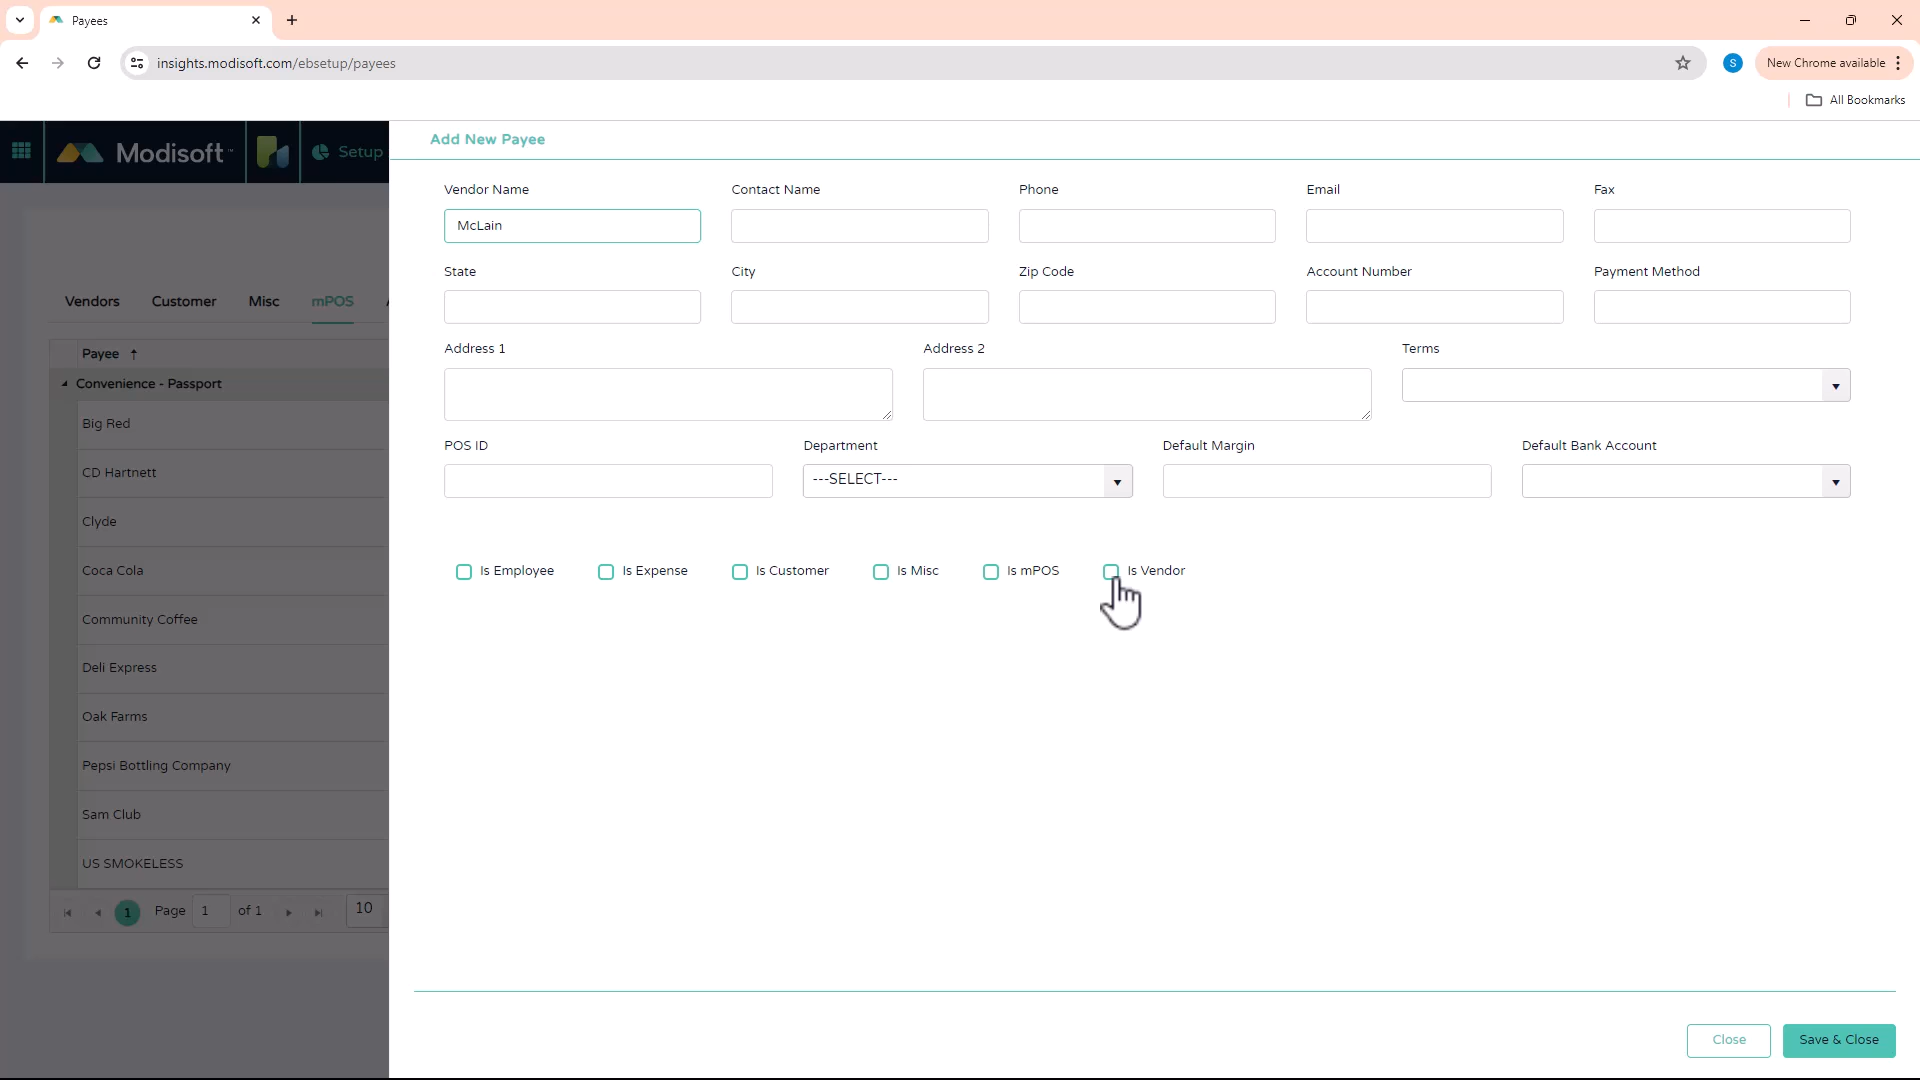 Payees
insights.modisoft.com/ebsetup/payees
S
New Chrome available
All Bookmarks
Modisoft™
Setup
Add New Payee
Vendor Name
Contact Name
Phone
Email
Fax
McLain
State
City
Zip Code
Account Number
Payment Method
Vendors
Customer
Misc
mPOS
Address 1
Address 2
Terms
Payee
Convenience - Passport
Big Red
CD Hartnett
Clyde
Coca Cola
Community Coffee
Deli Express
Oak Farms
Pepsi Bottling Company
Sam Club
US SMOKELESS
POS ID
Department
Default Margin
Default Bank Account
---SELECT---
Is Employee
Is Expense
Is Customer
Is Misc
Is mPOS
Is Vendor
1 Page 1 of 1 10
Close
Save & Close